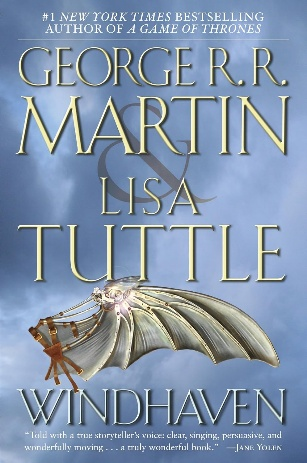 #1 NEW YORK TIMES BESTSELLING
AUTHOR OF A GAME OF THRONES
GEORGE R. R.
MARTIN
&
LISA
TUTTLE
WINDHAVEN
"Told with a true storyteller's voice: clear, singing, persuasive, and
wonderfully moving . . . a truly wonderful book." —JANE YOLEN